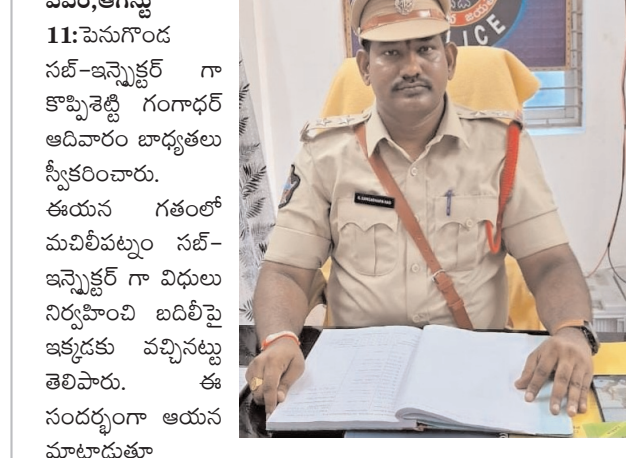 11:పెనుగొండ
సబ్-ఇన్స్పెక్టర్ గా
కొప్పిశెట్టి గంగాధర్
ఆదివారం బాధ్యతలు
స్వీకరించారు.
ఈయన గతంలో
మచిలీపట్నం సబ్-
ఇన్స్పెక్టర్ గా విధులు
నిర్వహించి బదిలీపై
ఇక్కడకు వచ్చినట్టు
తెలిపారు. ఈ
సందర్భంగా ఆయన
మాట్లాడుతూ